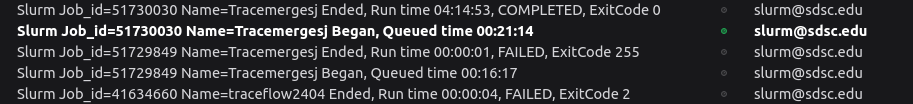 Slurm Job_id=51730030 Name=Tracemergesj Ended, Run time 04:14:53, COMPLETED, ExitCode 0 slurm@sdsc.edu
Slurm Job_id=51730030 Name=Tracemergesj Began, Queued time 00:21:14 slurm@sdsc.edu
Slurm Job_id=51729849 Name=Tracemergesj Ended, Run time 00:00:01, FAILED, ExitCode 255 slurm@sdsc.edu
Slurm Job_id=51729849 Name=Tracemergesj Began, Queued time 00:16:17 slurm@sdsc.edu
Slurm Job_id=41634660 Name=traceflow2404 Ended, Run time 00:00:04, FAILED, ExitCode 2 slurm@sdsc.edu